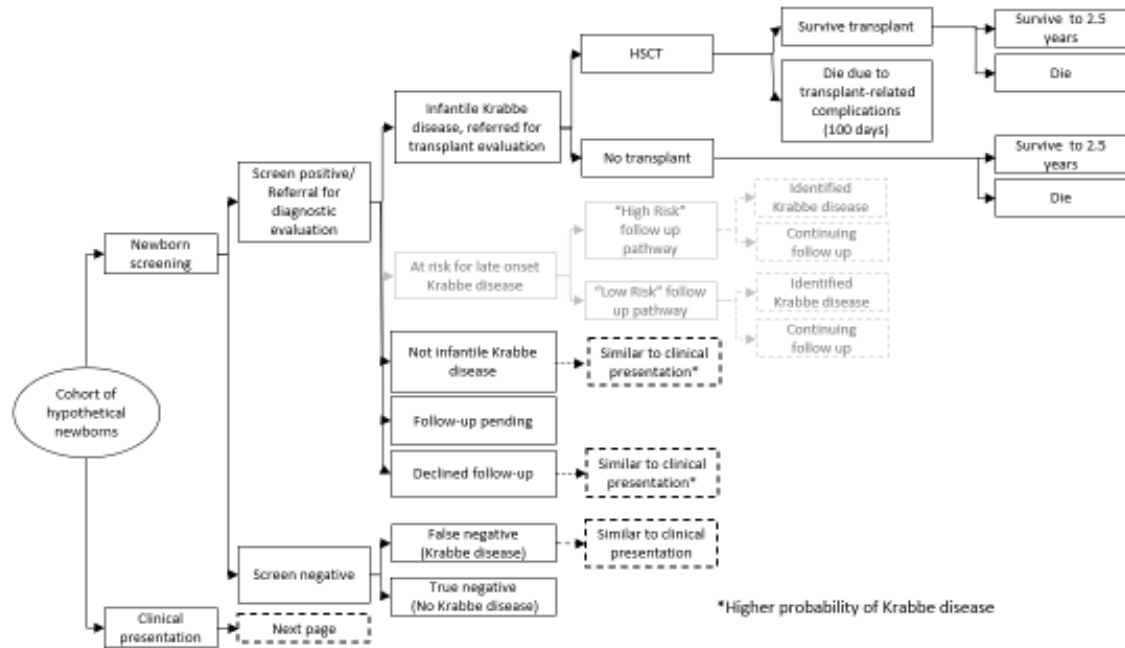 Survive transplant
Survive to 2.5
years
HSCT
Die
Die due to
transplant-related
complications
(100 days)
Infantile Krabbe
disease, referred for
transplant evaluation
No transplant
Survive to 2.5
years
Die
Screen positive/
Referral for
diagnostic
evaluation
"High Risk"
follow up
pathway
Identified
Krabbe disease
Continuing
follow up
Newborn
screening
At risk for late onset
Krabbe disease
"Low Risk" follow
up pathway
Identified
Krabbe disease
Continuing
follow up
Not infantile Krabbe
disease
Similar to clinical
presentation*
Cohort of
hypothetical
newborns
Follow-up pending
Declined follow-up
Similar to clinical
presentation*
Screen negative
False negative
(Krabbe disease)
Similar to clinical
presentation
True negative
(No Krabbe disease)
*Higher probability of Krabbe disease
Clinical
presentation
Next page